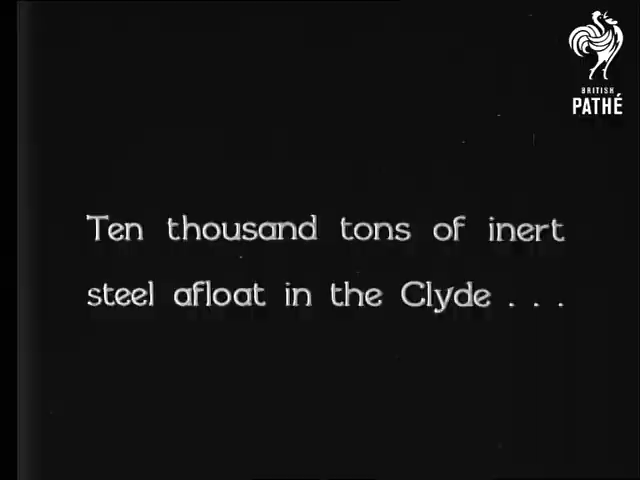 BRITISH
PATHÉ
Ten thousand tons of inert
steel afloat in the Clyde . . .